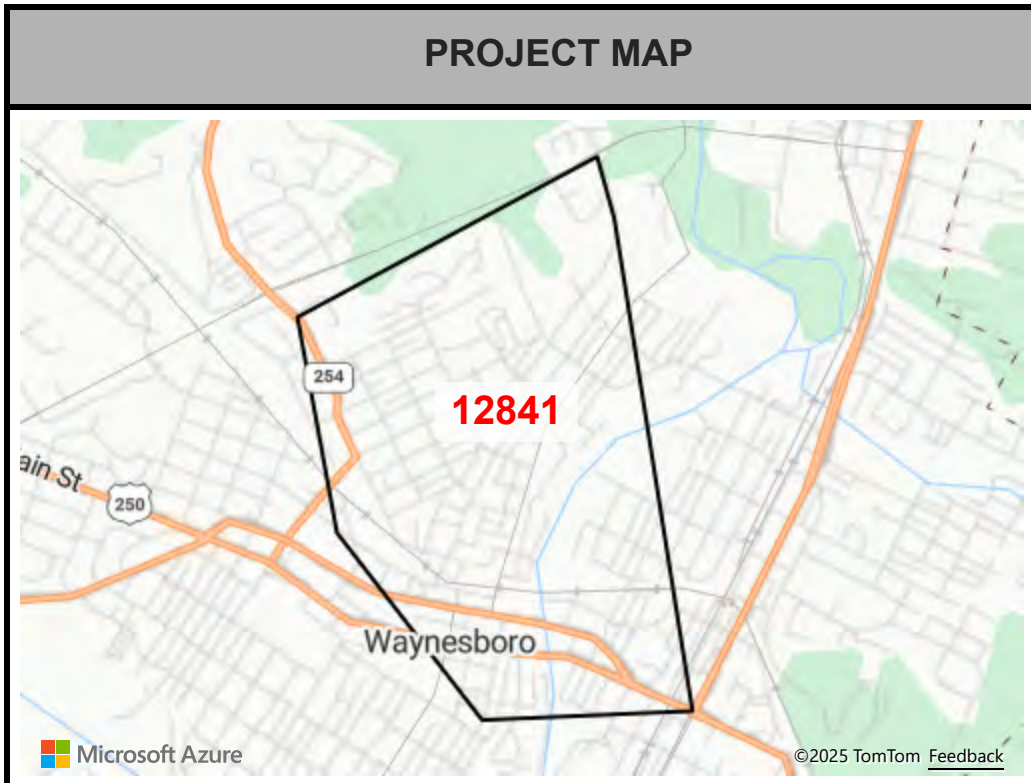 PROJECT MAP
254
12841
ain St
250
Waynesboro
Microsoft Azure
©2025 TomTom Feedback